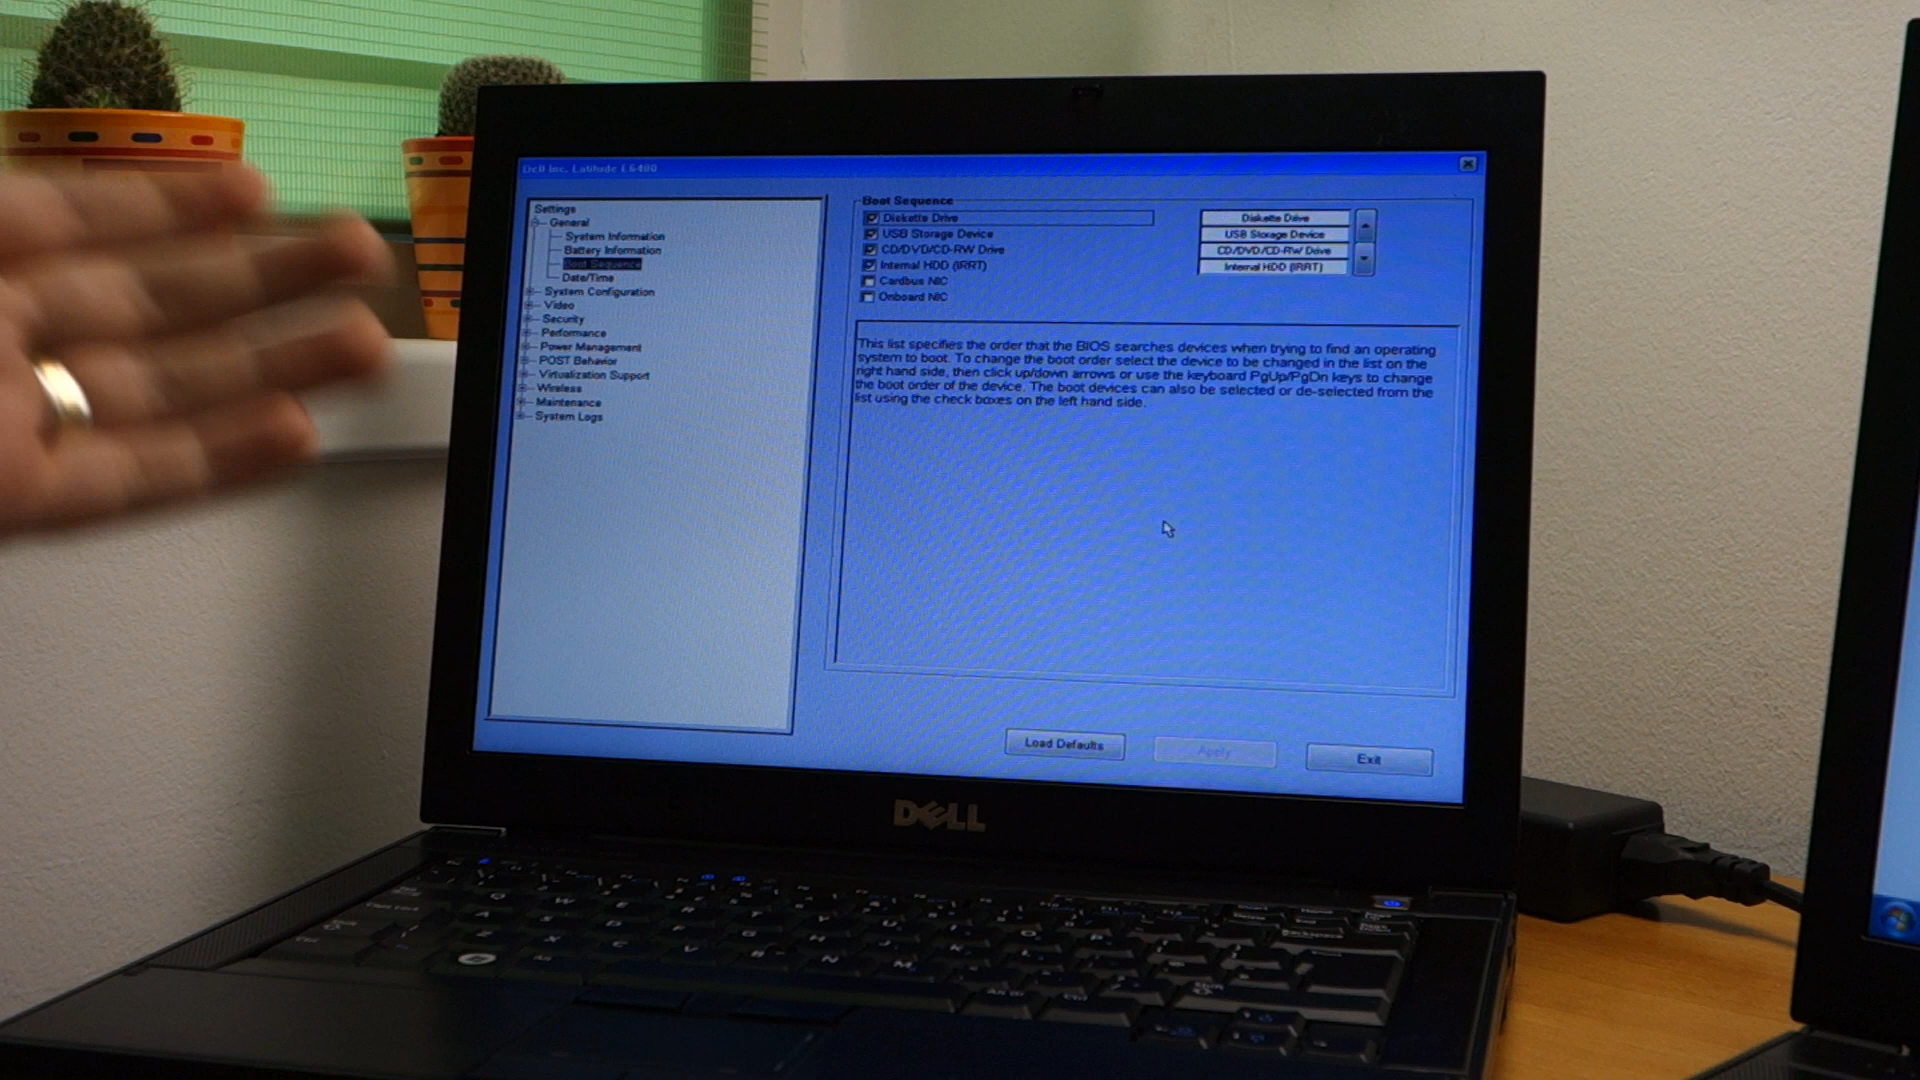 Dell Inc. Latitude E6400
Settings
General
System Information
Battery Information
Boot Sequence
Date/Time
System Configuration
Video
Security
Performance
Power Management
POST Behavior
Virtualization Support
Wireless
Maintenance
System Logs
Boot Sequence
Diskette Drive
USB Storage Device
CD/DVD/CD-RW Drive
Internal HDD (IRRT)
Cardbus NIC
Onboard NIC
Diskette Drive
USB Storage Device
CD/DVD/CD-RW Drive
Internal HDD (IRRT)
This list specifies the order that the BIOS searches devices when trying to find an operating
system to boot. To change the boot order select the device to be changed in the list on the
right hand side, then click up/down arrows or use the keyboard PgUp/PgDn keys to change
the boot order of the device. The boot devices can also be selected or de-selected from the
list using the check boxes on the left hand side.
Load Defaults
Apply
Exit
DELL